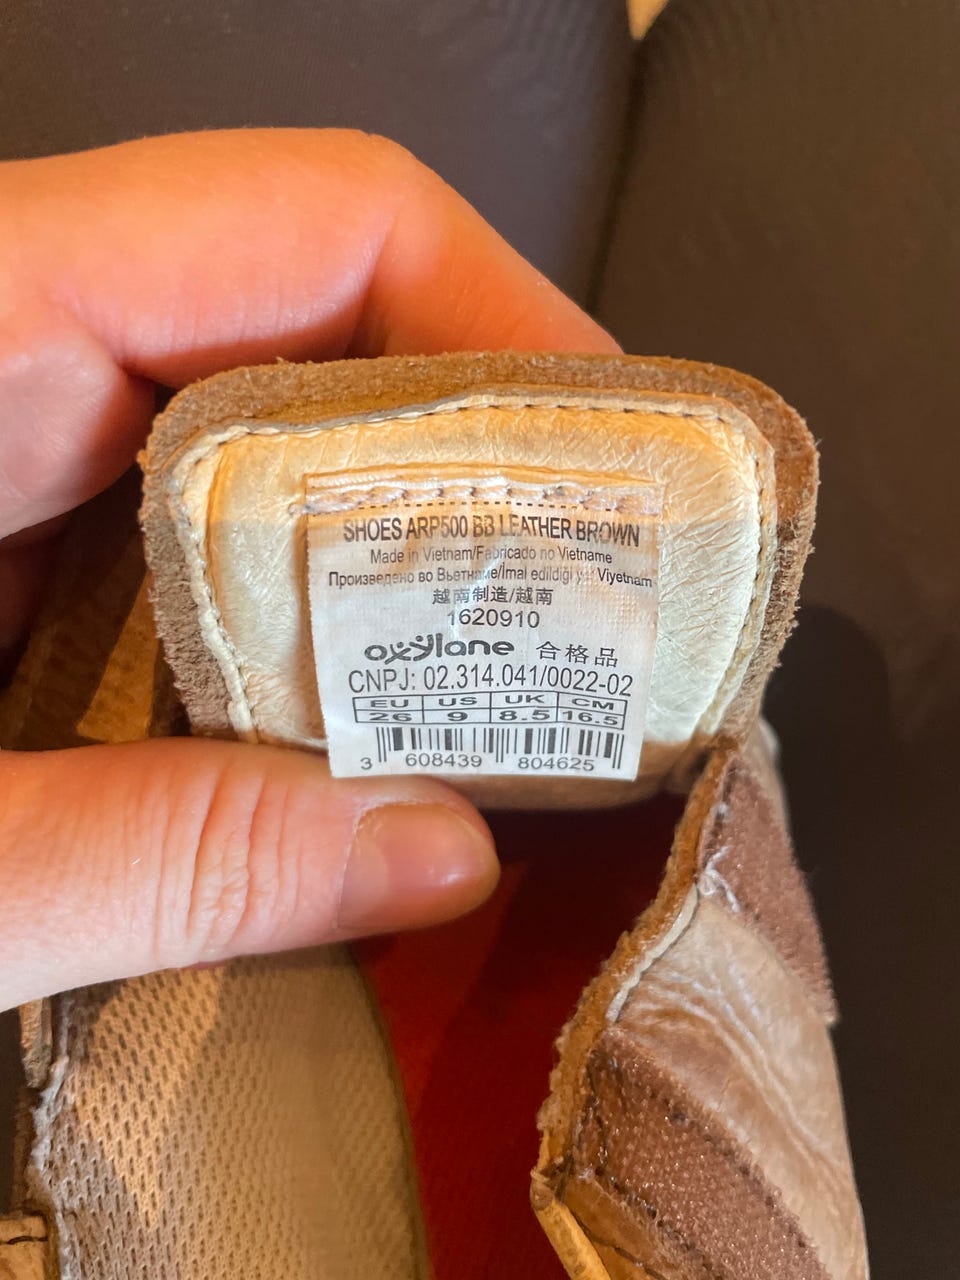 SHOES ARP500 BB LEATHER BROWN
Made in Vietnam/Fabricado no Vietname
Произведено во Вьетнаме/Imal edildiği yer Viyetnam
越南制造/越南
1620910
oxylane 合格品
CNPJ: 02.314.041/0022-02
EU US UK CM
26 9 8.5 16.5
3 608439 804625